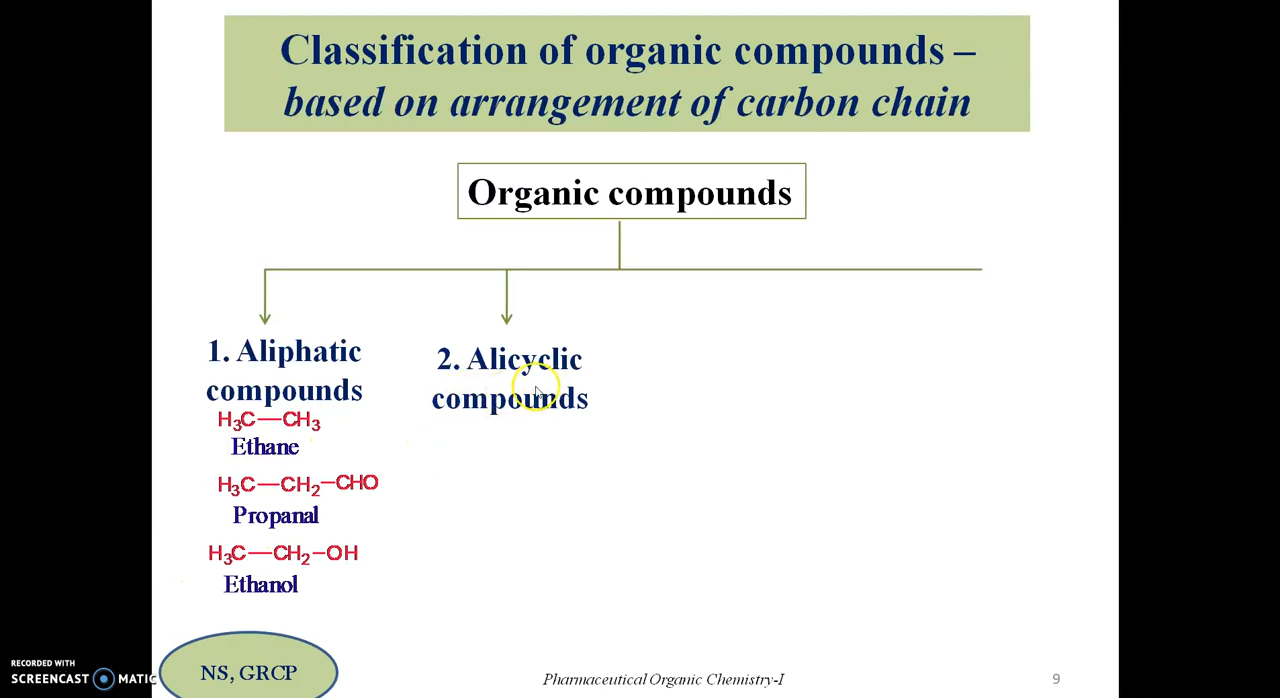 Classification of organic compounds –
based on arrangement of carbon chain
Organic compounds
1. Aliphatic
compounds
H₃C—CH₃
Ethane
H₃C—CH₂—CHO
Propanal
H₃C—CH₂—OH
Ethanol
2. Alicyclic
compounds
RECORDED WITH
SCREENCAST MATIC
NS, GRCP
Pharmaceutical Organic Chemistry-I
9